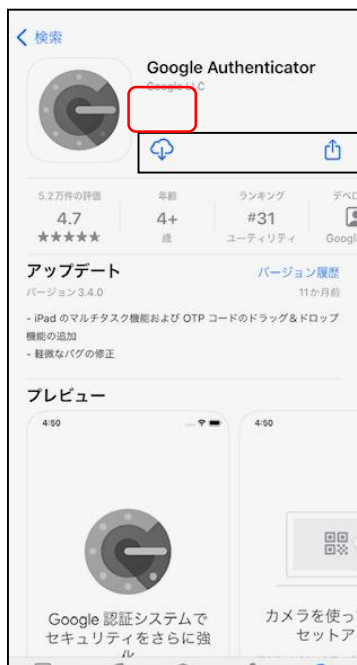 検索
Google Authenticator
Google LLC
5.2万件の評価
4.7
★★★★★
年齢
4+
歳
ランキング
#31
ユーティリティ
デベロ
Google
アップデート
バージョン履歴
バージョン 3.4.0
11か月前
- iPad のマルチタスク機能および OTP コードのドラッグ&ドロップ
機能の追加
- 軽微なバグの修正
プレビュー
4:50
Google 認証システムで
セキュリティをさらに強
4:50
カメラを使っ
セットア